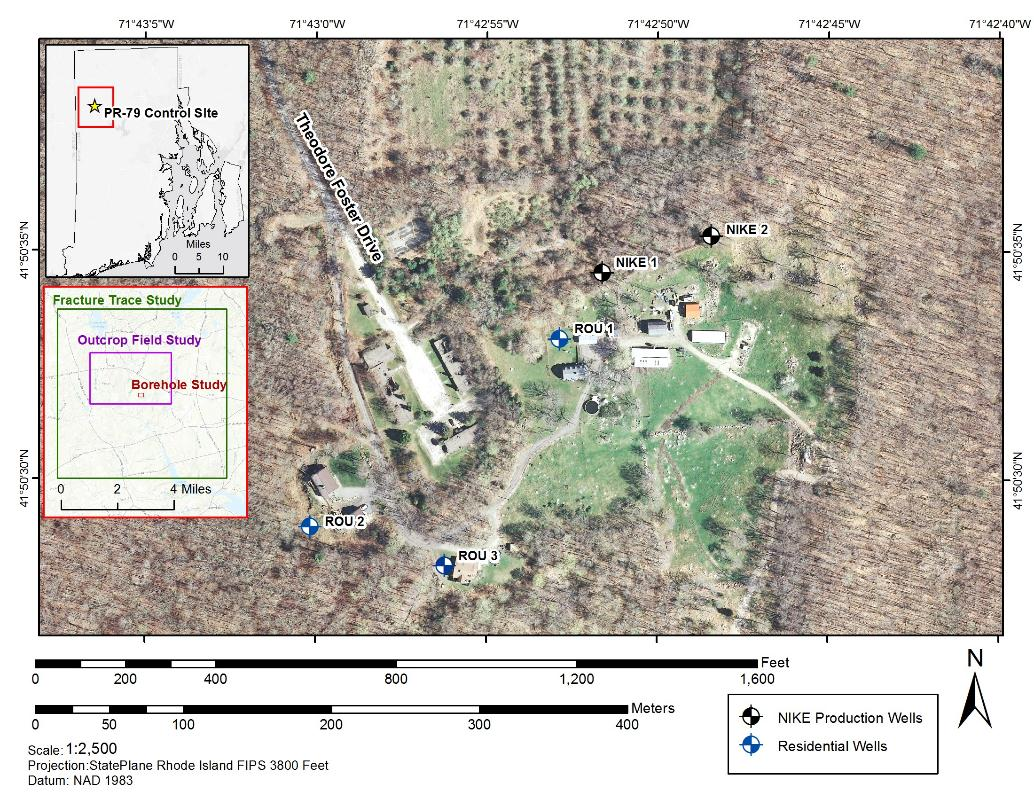 71°43'5"W 71°43'0"W 71°42'55"W 71°42'50"W 71°42'45"W 71°42'40"W
PR-79 Control Site
Miles
0 5 10
Theodore Foster Drive
41°50'35"N
41°50'35"N
NIKE 2
NIKE 1
ROU 1
Fracture Trace Study
Outcrop Field Study
Borehole Study
0 2 4 Miles
41°50'30"N
41°50'30"N
ROU 2
ROU 3
Feet
0 200 400 800 1,200 1,600
Meters
0 50 100 200 300 400
N
NIKE Production Wells
Residential Wells
Scale: 1:2,500
Projection:StatePlane Rhode Island FIPS 3800 Feet
Datum: NAD 1983